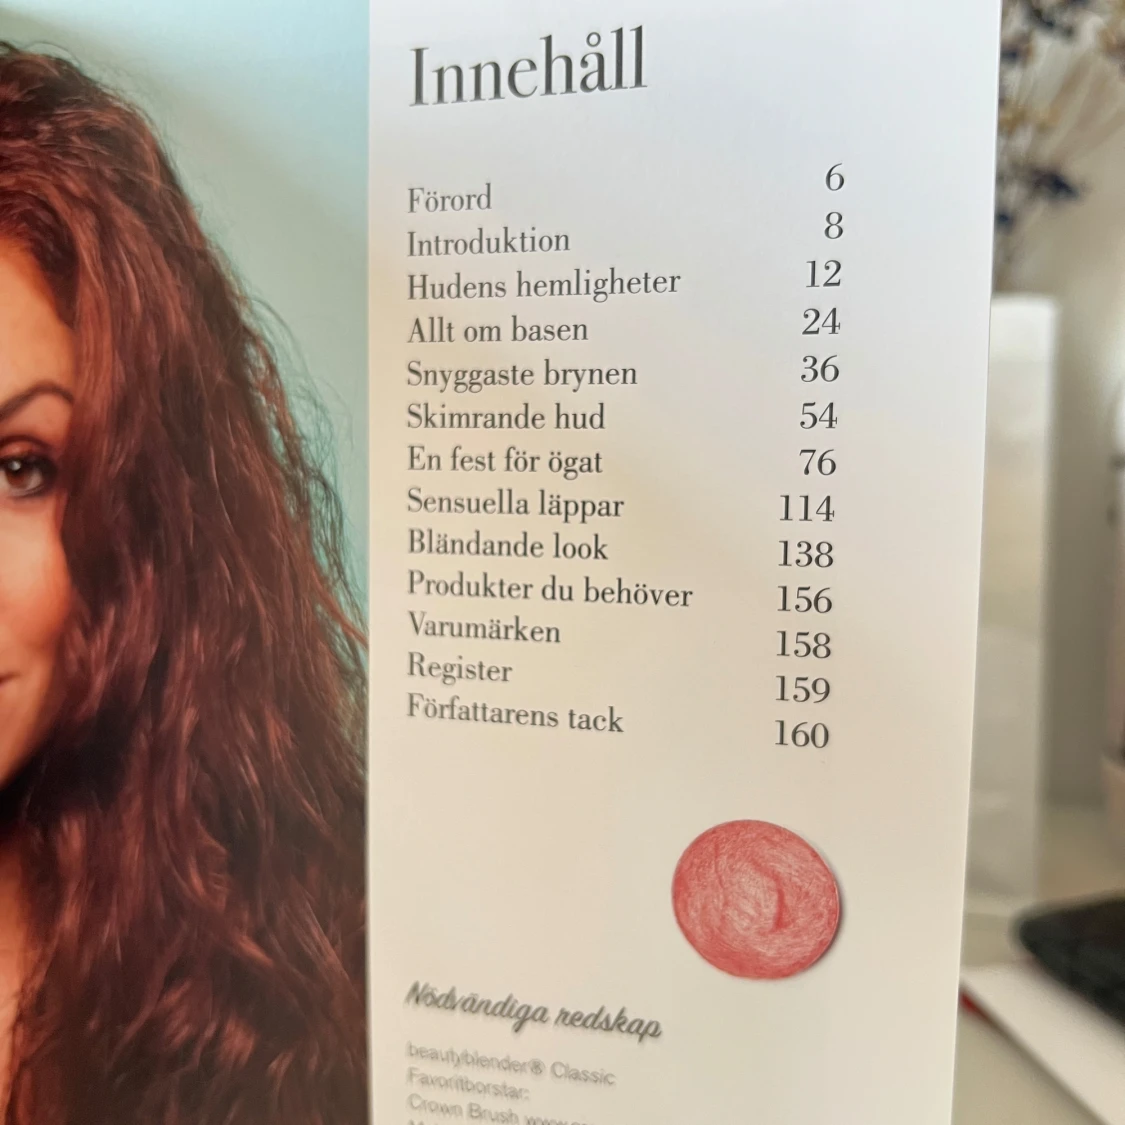 Innehåll
Förord 6
Introduktion 8
Hudens hemligheter 12
Allt om basen 24
Snyggaste brynen 36
Skimrande hud 54
En fest för ögat 76
Sensuella läppar 114
Bländande look 138
Produkter du behöver 156
Varumärken 158
Register 159
Författarens tack 160
Nödvändiga redskap
beautyblender® Classic
Favoritborstar:
Crown Brush